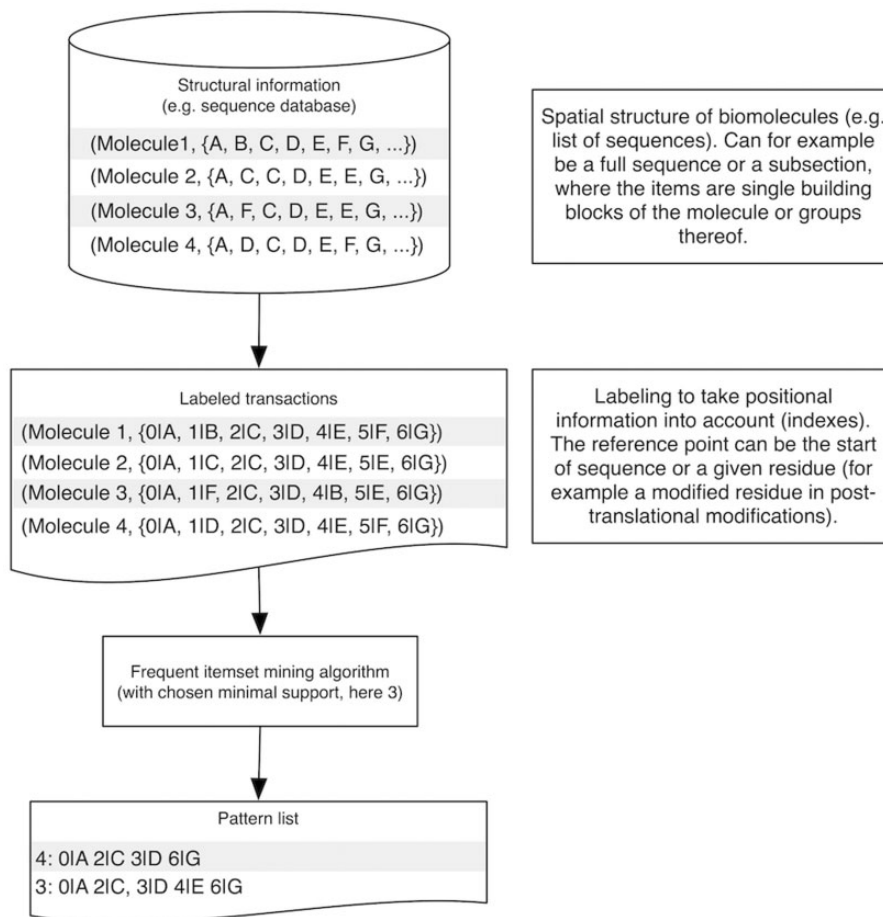 Structural information
(e.g. sequence database)
(Molecule1, {A, B, C, D, E, F, G, ...})
(Molecule 2, {A, C, C, D, E, E, G, ...})
(Molecule 3, {A, F, C, D, E, E, G, ...})
(Molecule 4, {A, D, C, D, E, F, G, ...})
Spatial structure of biomolecules (e.g.
list of sequences). Can for example
be a full sequence or a subsection,
where the items are single building
blocks of the molecule or groups
thereof.
Labeled transactions
(Molecule 1, {0|A, 1|B, 2|C, 3|D, 4|E, 5|F, 6|G})
(Molecule 2, {0|A, 1|C, 2|C, 3|D, 4|E, 5|E, 6|G})
(Molecule 3, {0|A, 1|F, 2|C, 3|D, 4|B, 5|E, 6|G})
(Molecule 4, {0|A, 1|D, 2|C, 3|D, 4|E, 5|F, 6|G})
Labeling to take positional
information into account (indexes).
The reference point can be the start
of sequence or a given residue (for
example a modified residue in post-
translational modifications).
Frequent itemset mining algorithm
(with chosen minimal support, here 3)
Pattern list
4: 0|A 2|C 3|D 6|G
3: 0|A 2|C, 3|D 4|E 6|G